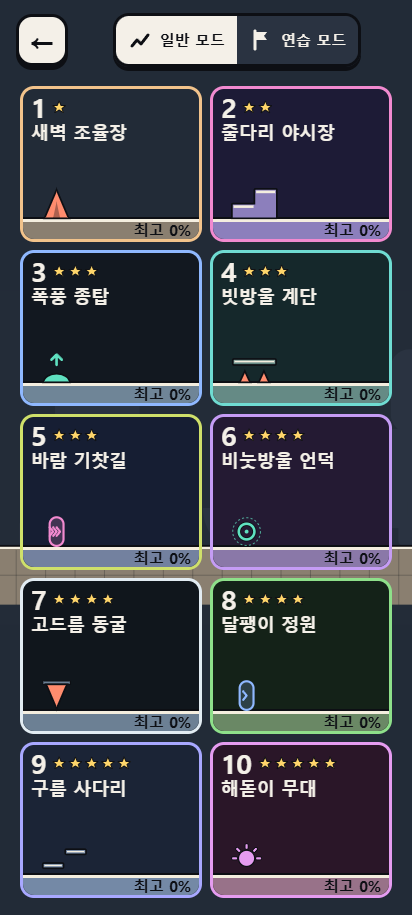 일반 모드
연습 모드
1
새벽 조율장
최고 0%
2
줄다리 야시장
최고 0%
3
폭풍 종탑
최고 0%
4
빗방울 계단
최고 0%
5
바람 기찻길
최고 0%
6
비눗방울 언덕
최고 0%
7
고드름 동굴
최고 0%
8
달팽이 정원
최고 0%
9
구름 사다리
최고 0%
10
해돋이 무대
최고 0%